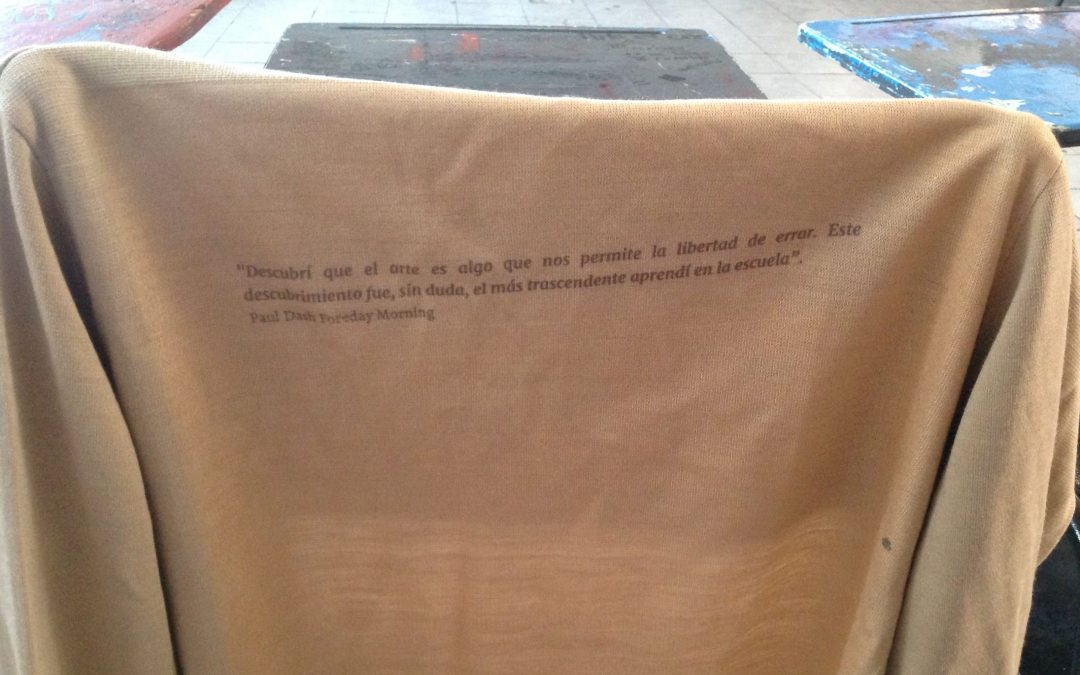 "Descubrí que el arte es algo que nos permite la libertad de errar. Este
descubrimiento fue, sin duda, el más trascendente aprendí en la escuela".
Paul Dash Foreday Morning